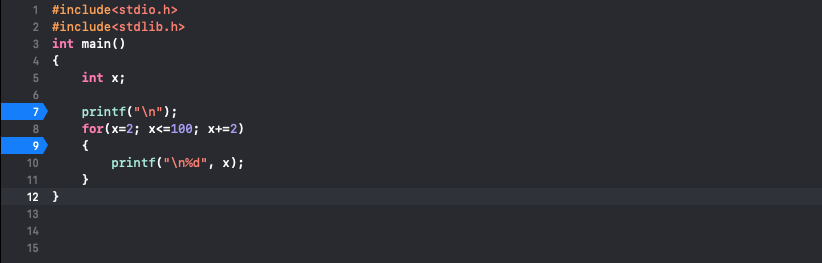 1 #include<stdio.h>
2 #include<stdlib.h>
3 int main()
4 {
5     int x;
6
7     printf("\n");
8     for(x=2; x<=100; x+=2)
9     {
10         printf("\n%d", x);
11     }
12 }
13
14
15